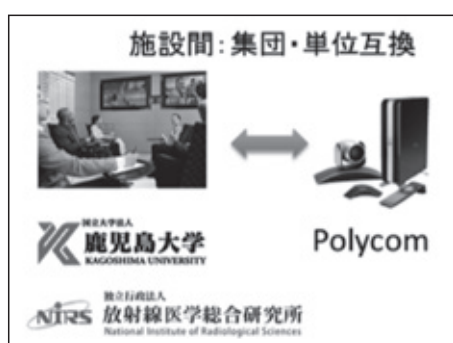 施設間：集団・単位互換
国立大学法人
鹿児島大学
KAGOSHIMA UNIVERSITY
Polycom
独立行政法人
NIRS 放射線医学総合研究所
National Institute of Radiological Sciences